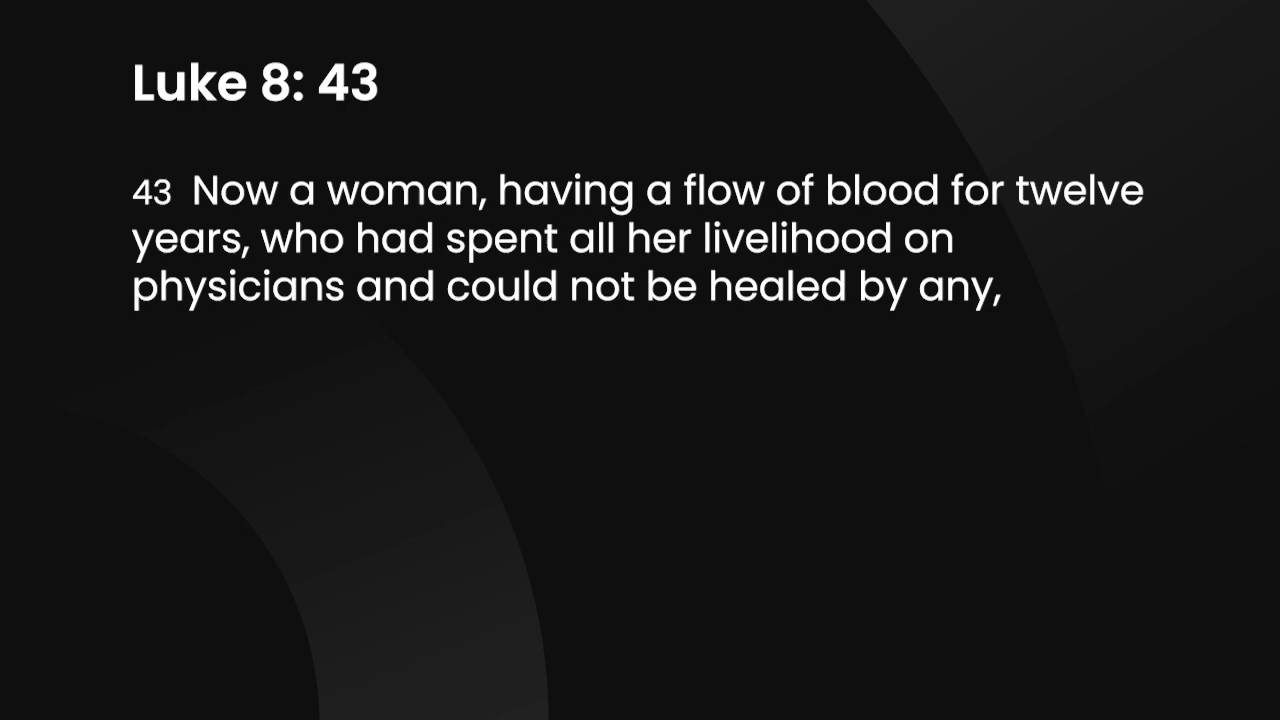 Luke 8: 43
43 Now a woman, having a flow of blood for twelve
years, who had spent all her livelihood on
physicians and could not be healed by any,